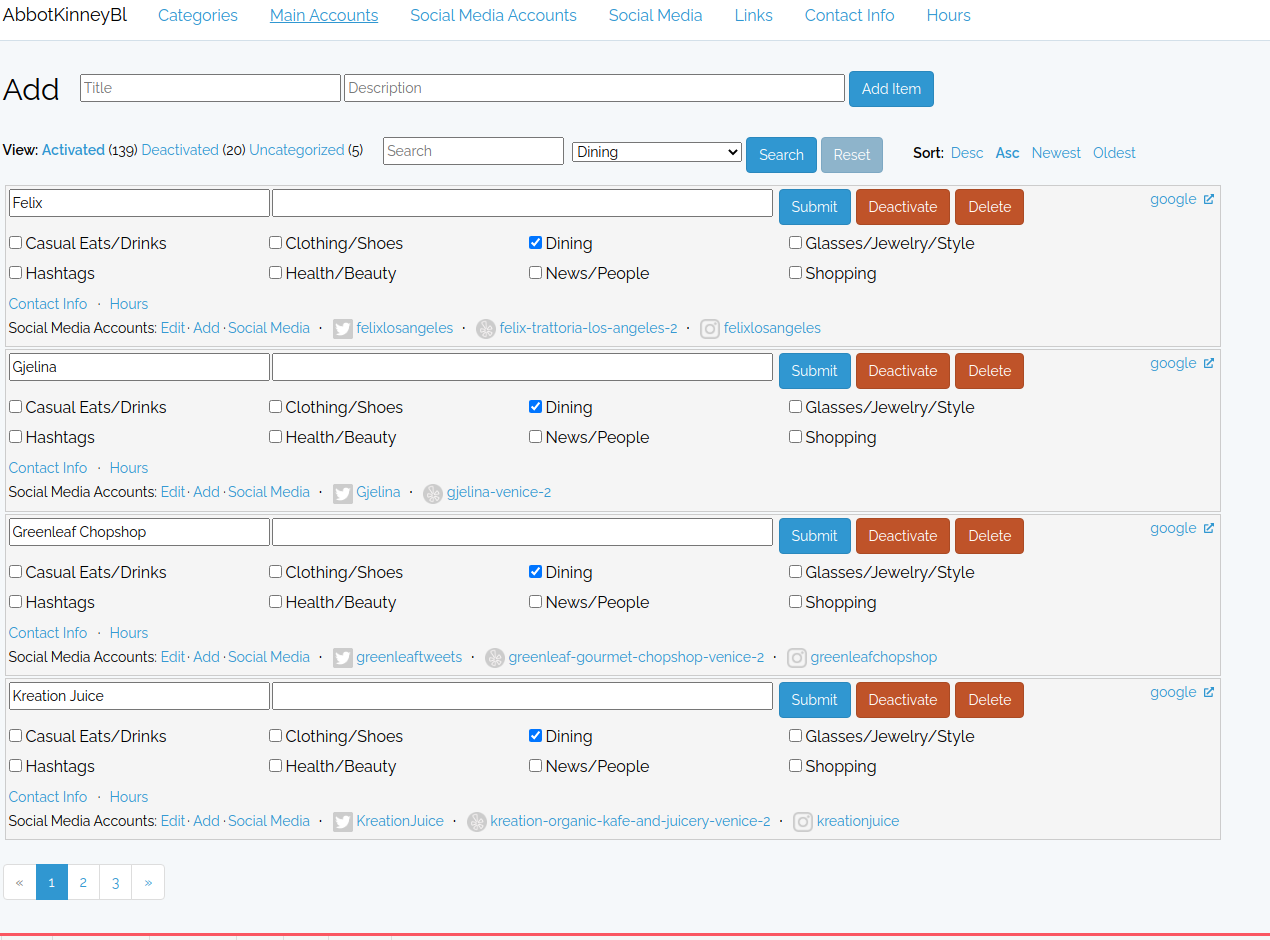 AbbotKinneyBl Categories Main Accounts Social Media Accounts Social Media Links Contact Info Hours
Add Title Description Add Item
View: Activated (139) Deactivated (20) Uncategorized (5) Search Dining Search Reset Sort: Desc Asc Newest Oldest
Felix Submit Deactivate Delete google
Casual Eats/Drinks Clothing/Shoes Dining Glasses/Jewelry/Style
Hashtags Health/Beauty News/People Shopping
Contact Info · Hours
Social Media Accounts: Edit · Add · Social Media · felixlosangeles · felix-trattoria-los-angeles-2 · felixlosangeles
Gjelina Submit Deactivate Delete google
Casual Eats/Drinks Clothing/Shoes Dining Glasses/Jewelry/Style
Hashtags Health/Beauty News/People Shopping
Contact Info · Hours
Social Media Accounts: Edit · Add · Social Media · Gjelina · gjelina-venice-2
Greenleaf Chopshop Submit Deactivate Delete google
Casual Eats/Drinks Clothing/Shoes Dining Glasses/Jewelry/Style
Hashtags Health/Beauty News/People Shopping
Contact Info · Hours
Social Media Accounts: Edit · Add · Social Media · greenleaftweets · greenleaf-gourmet-chopshop-venice-2 · greenleafchopshop
Kreation Juice Submit Deactivate Delete google
Casual Eats/Drinks Clothing/Shoes Dining Glasses/Jewelry/Style
Hashtags Health/Beauty News/People Shopping
Contact Info · Hours
Social Media Accounts: Edit · Add · Social Media · KreationJuice · kreation-organic-kafe-and-juicery-venice-2 · kreationjuice
« 1 2 3 »